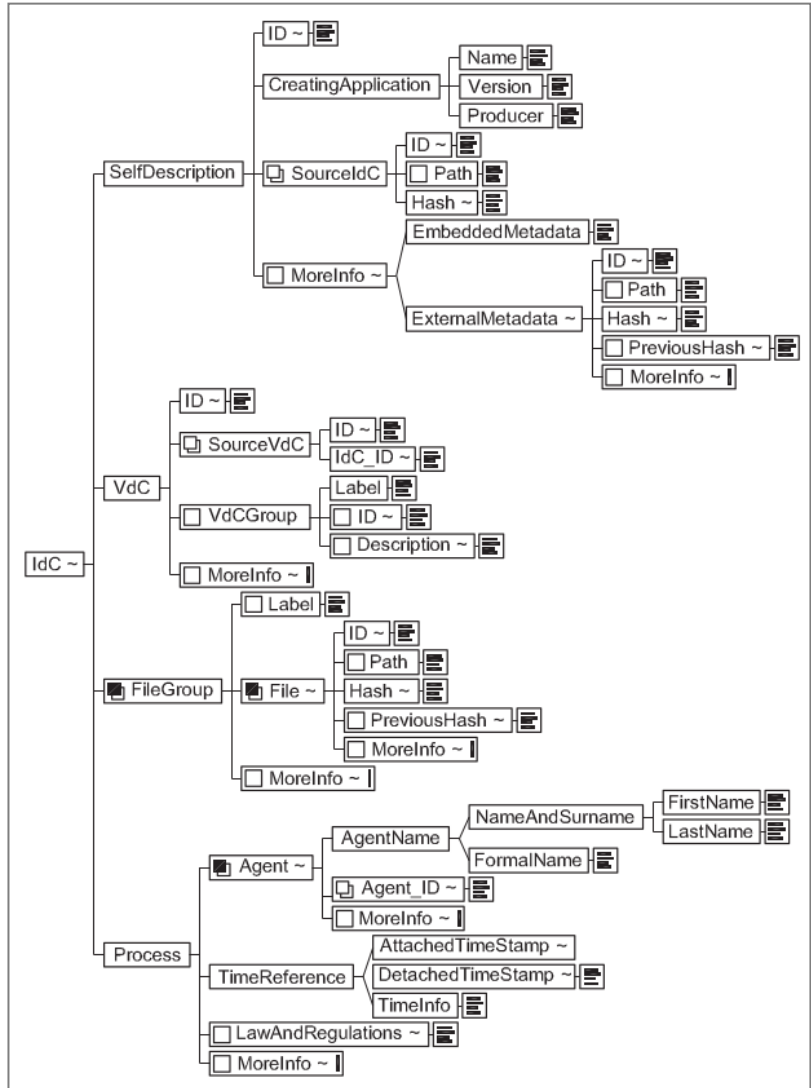 ID ~
CreatingApplication
Name
Version
Producer
SelfDescription
SourceIdC
ID ~
Path
Hash ~
MoreInfo ~
EmbeddedMetadata
ExternalMetadata ~
ID ~
Path
Hash ~
PreviousHash ~
MoreInfo ~
IdC ~
VdC
ID ~
SourceVdC
ID ~
IdC_ID ~
VdCGroup
Label
ID ~
Description ~
MoreInfo ~
FileGroup
Label
File ~
ID ~
Path
Hash ~
PreviousHash ~
MoreInfo ~
MoreInfo ~
Process
Agent ~
AgentName
NameAndSurname
FirstName
LastName
FormalName
Agent_ID ~
MoreInfo ~
TimeReference
AttachedTimeStamp ~
DetachedTimeStamp ~
TimeInfo
LawAndRegulations ~
MoreInfo ~